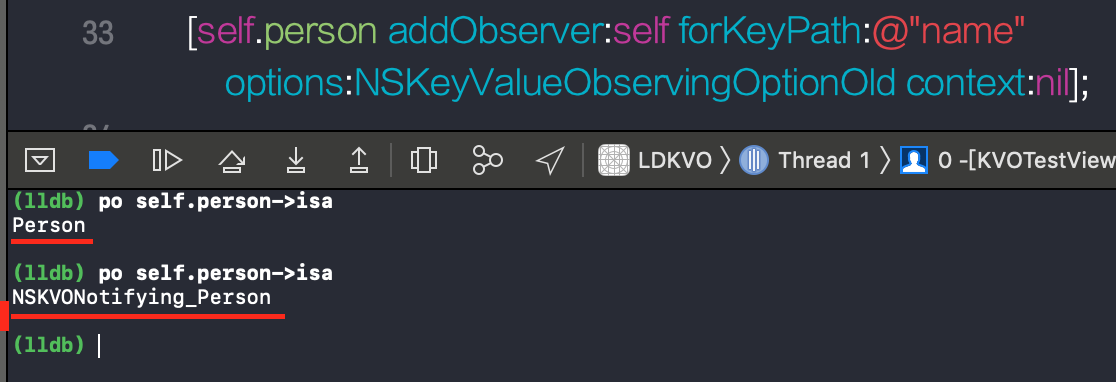 33 [self.person addObserver:self forKeyPath:@"name"
options:NSKeyValueObservingOptionOld context:nil];
LDKVO 〉 Thread 1 〉 0 -[KVOTestView
(lldb) po self.person->isa
Person
(lldb) po self.person->isa
NSKVONotifying_Person
(lldb)